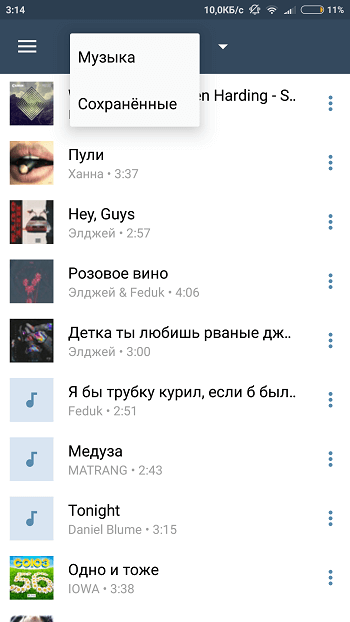 3:14
10,0КБ/с
11%
Музыка
Сохранённые
en Harding - S..
Пули
Ханна • 3:37
Hey, Guys
Элджей • 2:57
Розовое вино
Элджей & Feduk • 4:06
Детка ты любишь рваные дж..
Элджей • 3:00
Я бы трубку курил, если б был..
Feduk • 2:51
Медуза
MATRANG • 2:43
Tonight
Daniel Blume • 3:15
СОЮЗ
56
Одно и тоже
IOWA • 3:38